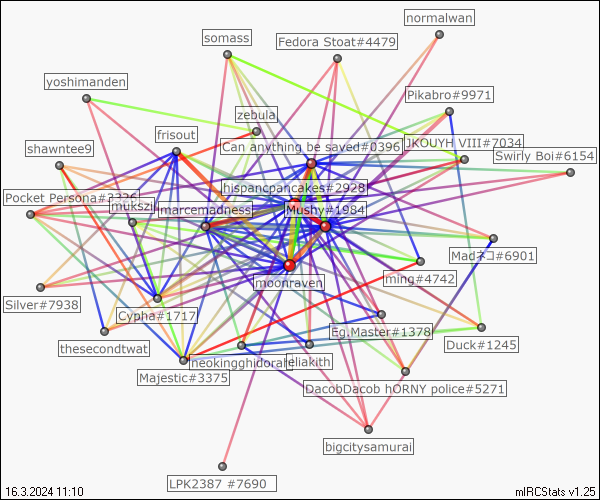 normalwan
somass
Fedora Stoat#4479
yoshimanden
Pikabro#9971
zebula
frisout
Can anything be saved#0396
JKOUYH VIII#7034
shawntee9
Swirly Boi#6154
hispancpancakes#2928
Pocket Persona#2326
mukszi
marcemadness
Mushy#1984
Madネコ#6901
moonraven
ming#4742
Silver#7938
Cypha#1717
Eg.Master#1378
thesecondtwat
Duck#1245
neokingghidorah
eliakith
Majestic#3375
DacobDacob hORNY police#5271
bigcitysamurai
LPK2387 #7690
16.3.2024 11:10
mIRCStats v1.25